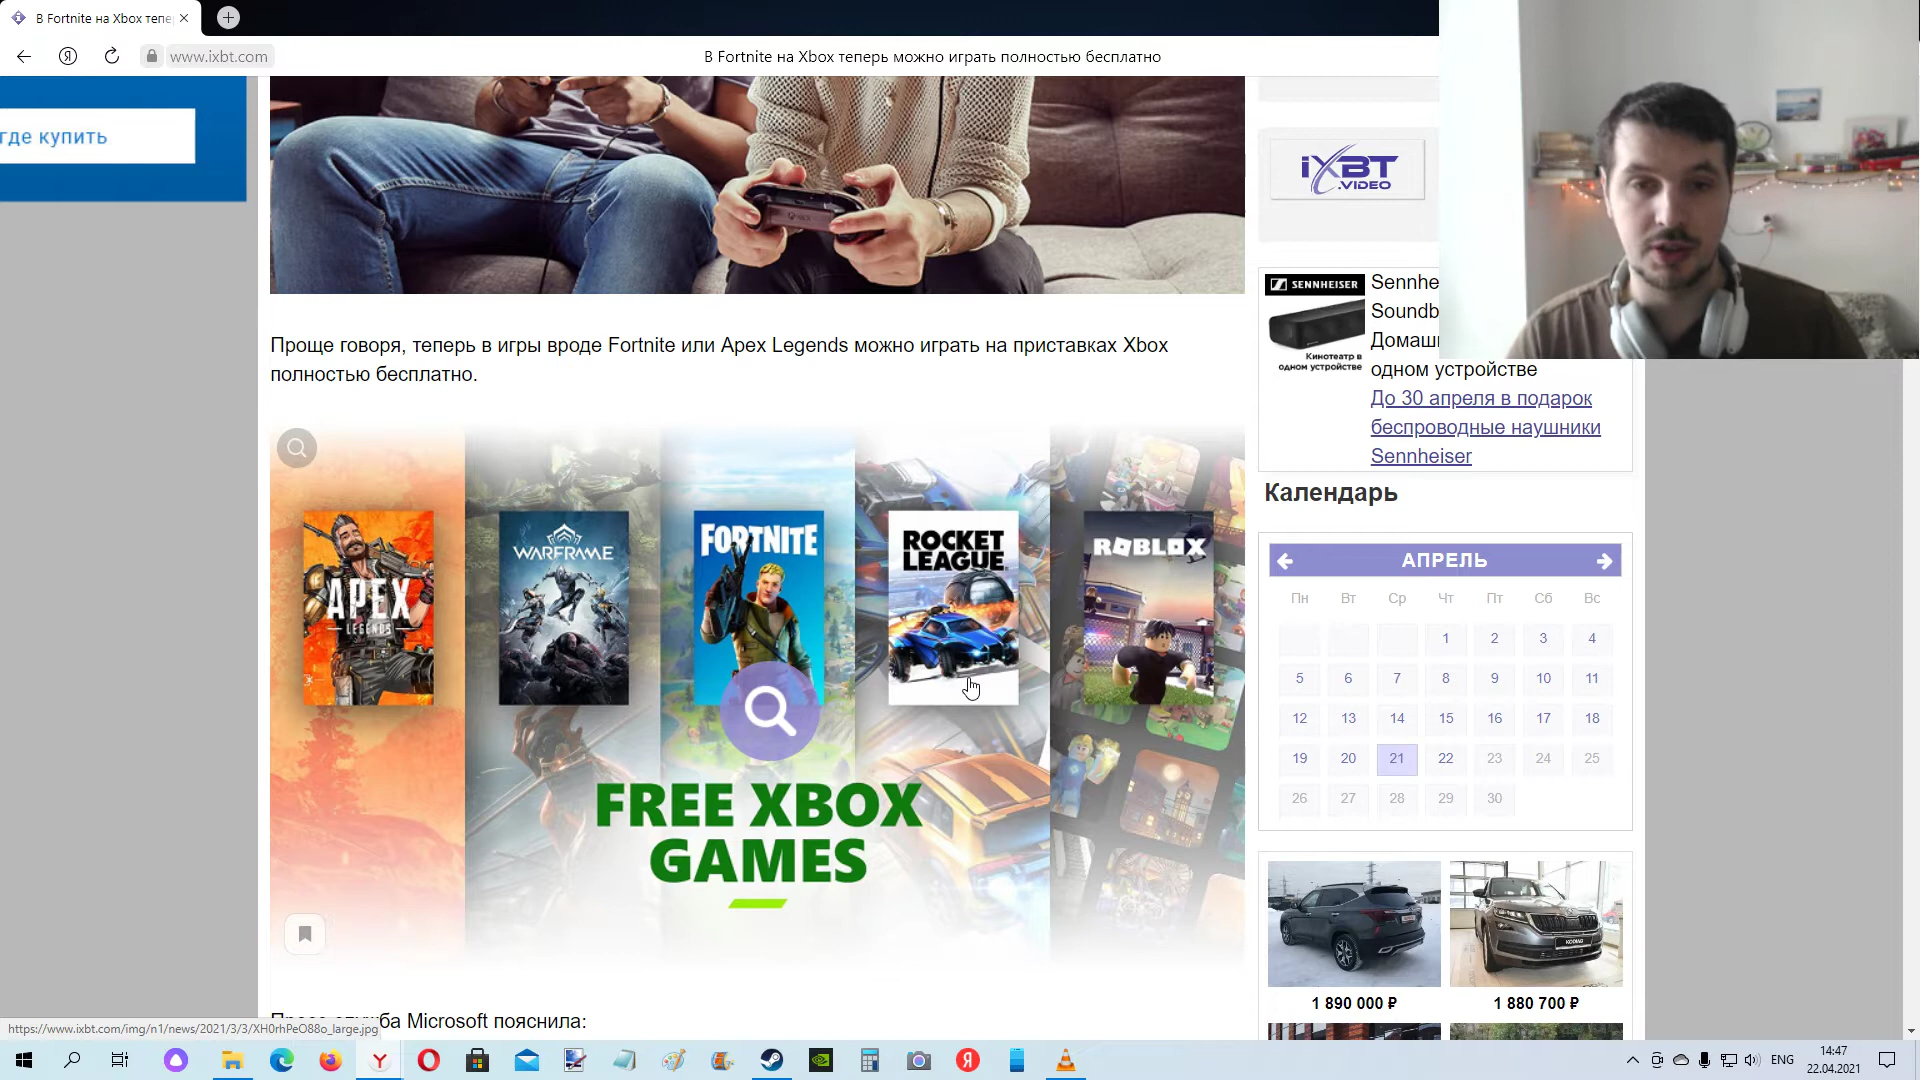 В Fortnite на Xbox тепе
www.ixbt.com
В Fortnite на Xbox теперь можно играть полностью бесплатно
где купить
XBOX
iXBT
.VIDEO
SENNHEISER
Кинотеатр в
одном устройстве
Sennhe
Soundb
Домаш
одном устройстве
До 30 апреля в подарок
беспроводные наушники
Sennheiser
Проще говоря, теперь в игры вроде Fortnite или Apex Legends можно играть на приставках Xbox
полностью бесплатно.
APEX
LEGENDS
WARFRAME
FORTNITE
ROCKET
LEAGUE
ROBLOX
FREE XBOX
GAMES
Календарь
АПРЕЛЬ
Пн Вт Ср Чт Пт Сб Вс
1 2 3 4
5 6 7 8 9 10 11
12 13 14 15 16 17 18
19 20 21 22 23 24 25
26 27 28 29 30
KODIAQ
1 890 000 ₽
1 880 700 ₽
ба Microsoft пояснила:
https://www.ixbt.com/img/n1/news/2021/3/3/XH0rhPeO88o_large.jpg
ENG
14:47
22.04.2021